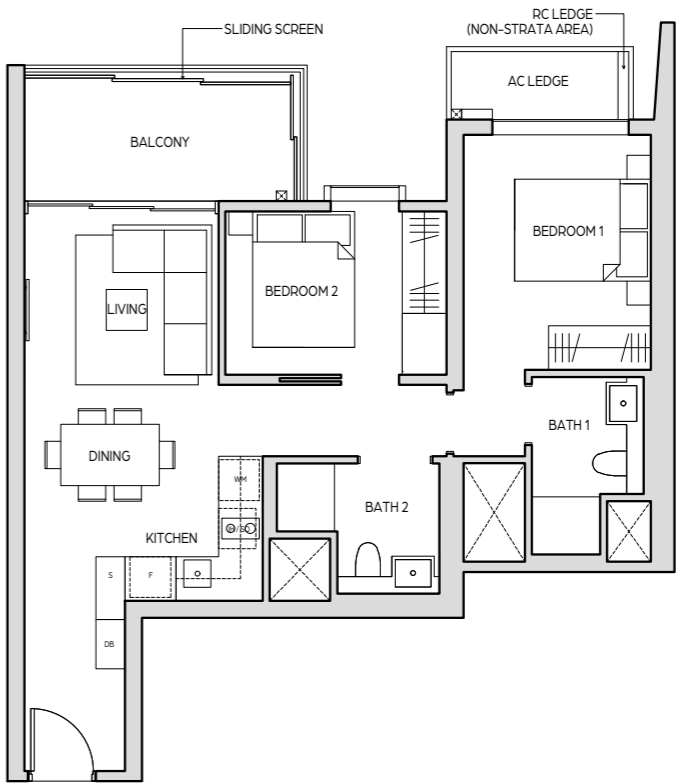 SLIDING SCREEN
RC LEDGE
(NON-STRATA AREA)
AC LEDGE
BALCONY
BEDROOM 1
BEDROOM 2
LIVING
BATH 1
DINING
WM
BATH 2
KITCHEN
S
F
DB